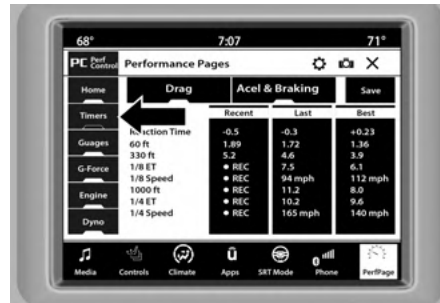 68° 7:07 71°
PC Perf Control Performance Pages
Home Drag Acel & Braking Save
Timers
Recent Last Best
tion Time -0.5 -0.3 +0.23
60 ft 1.89 1.72 1.36
330 ft 5.2 4.6 3.9
Guages
1/8 ET • REC 7.5 6.1
1/8 Speed • REC 94 mph 112 mph
G-Force
1000 ft • REC 11.2 8.0
1/4 ET • REC 10.2 9.6
Engine
1/4 Speed • REC 165 mph 140 mph
Dyno
Media Controls Climate Apps SRT Mode Phone PerfPage